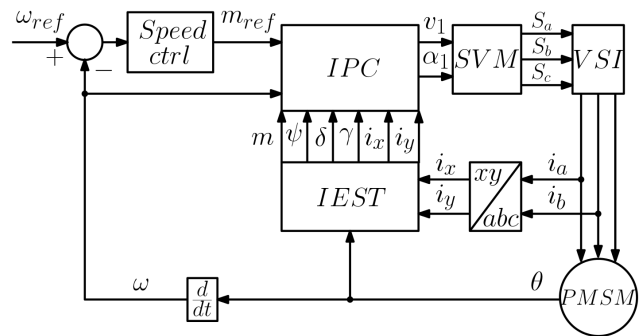 ω_ref + − Speed ctrl m_ref IPC v_1 α_1 SVM S_a S_b S_c VSI
m ψ δ γ i_x i_y
IEST i_x i_y xy abc i_a i_b
ω d/dt θ PMSM